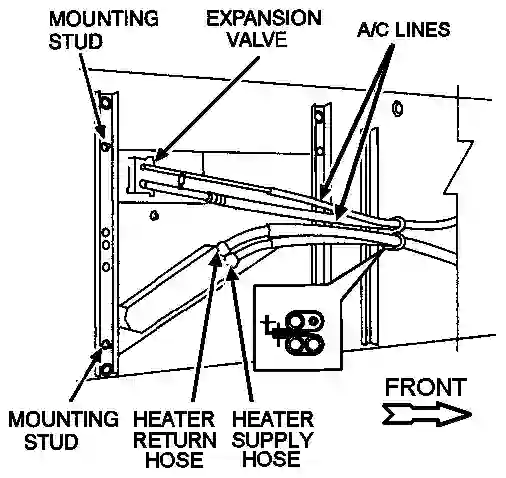 MOUNTING
STUD
EXPANSION
VALVE
A/C LINES
FRONT
MOUNTING
STUD
HEATER
RETURN
HOSE
HEATER
SUPPLY
HOSE